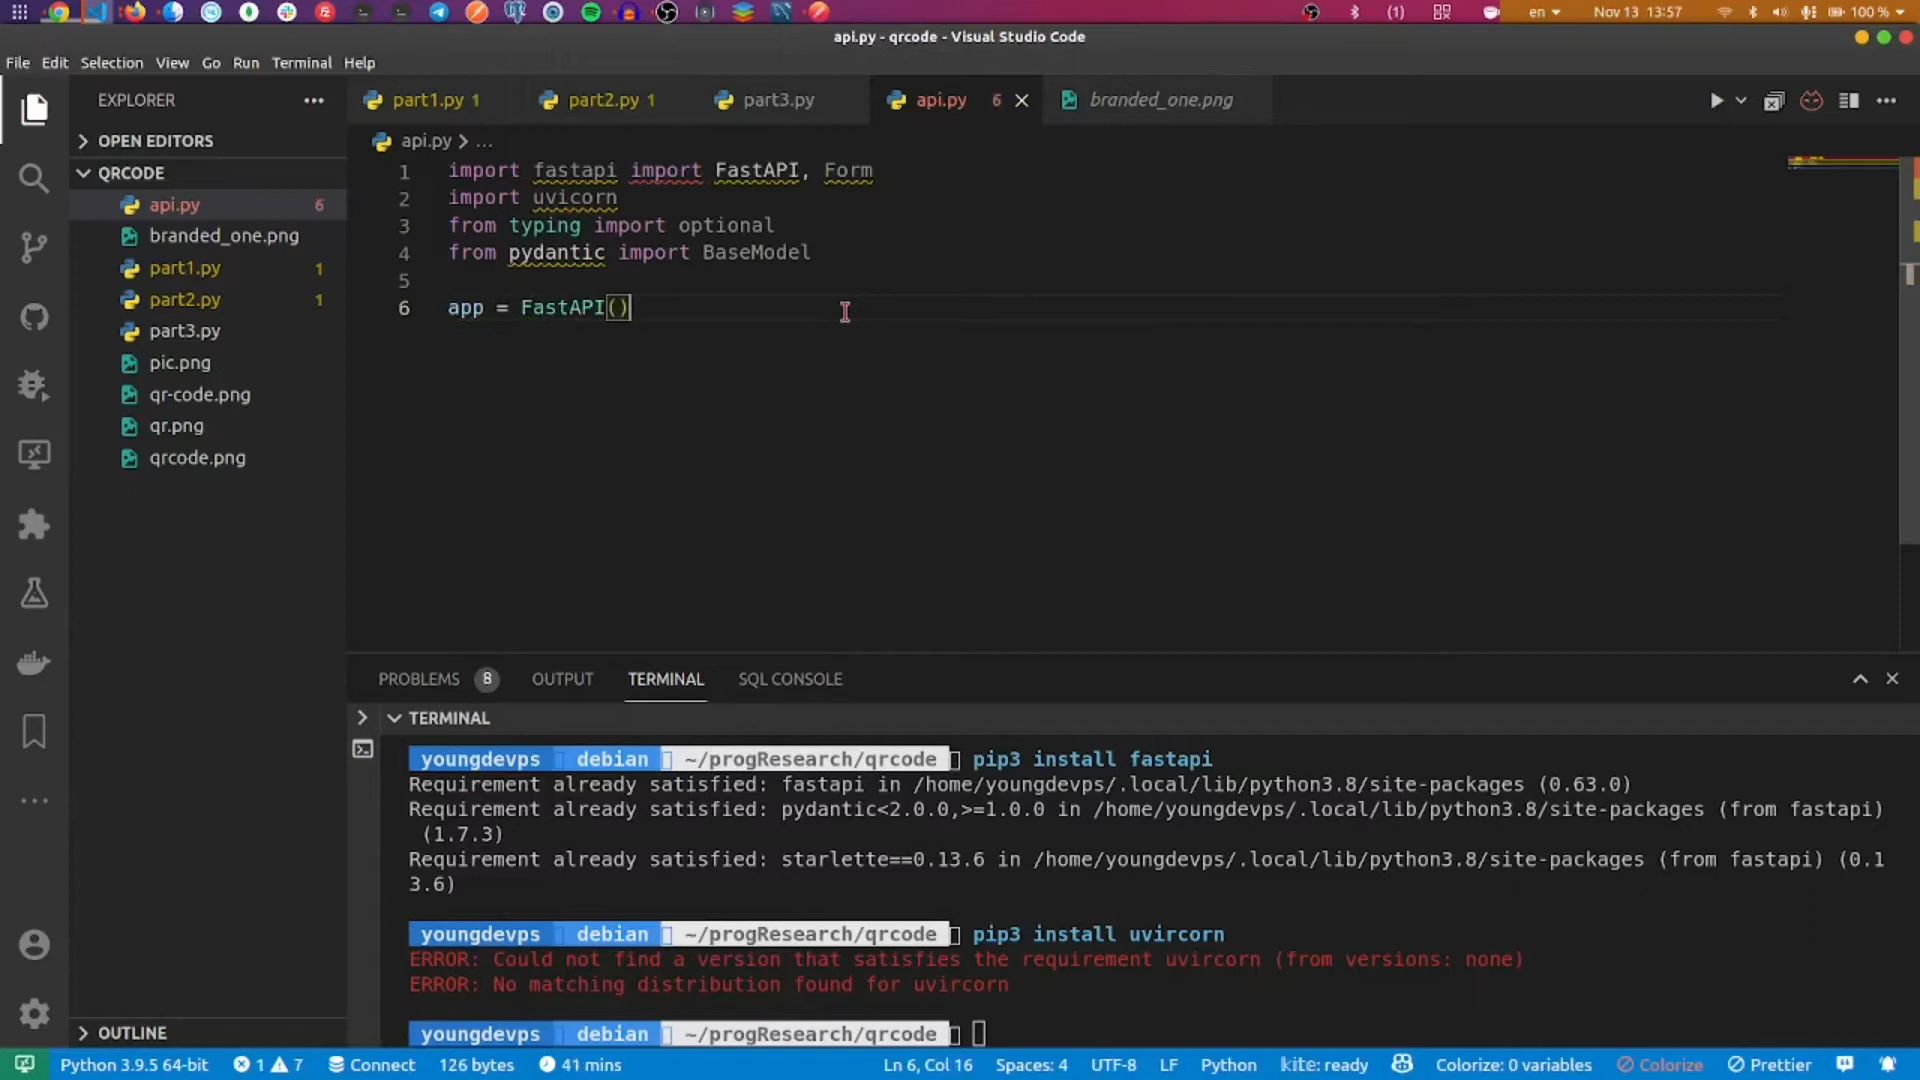 en
Nov 13 13:57
100 %
(1)
api.py - qrcode - Visual Studio Code
File Edit Selection View Go Run Terminal Help
EXPLORER
part1.py 1
part2.py 1
part3.py
api.py 6
branded_one.png
OPEN EDITORS
QRCODE
api.py 6
branded_one.png
part1.py 1
part2.py 1
part3.py
pic.png
qr-code.png
qr.png
qrcode.png
OUTLINE
api.py > ...
1 import fastapi import FastAPI, Form
2 import uvicorn
3 from typing import optional
4 from pydantic import BaseModel
5
6 app = FastAPI()
PROBLEMS 8 OUTPUT TERMINAL SQL CONSOLE
TERMINAL
youngdevps debian ~/progResearch/qrcode pip3 install fastapi
Requirement already satisfied: fastapi in /home/youngdevps/.local/lib/python3.8/site-packages (0.63.0)
Requirement already satisfied: pydantic<2.0.0,>=1.0.0 in /home/youngdevps/.local/lib/python3.8/site-packages (from fastapi)
(1.7.3)
Requirement already satisfied: starlette==0.13.6 in /home/youngdevps/.local/lib/python3.8/site-packages (from fastapi) (0.1
3.6)
youngdevps debian ~/progResearch/qrcode pip3 install uvircorn
ERROR: Could not find a version that satisfies the requirement uvircorn (from versions: none)
ERROR: No matching distribution found for uvircorn
youngdevps debian ~/progResearch/qrcode
Python 3.9.5 64-bit 1 7 Connect 126 bytes 41 mins Ln 6, Col 16 Spaces: 4 UTF-8 LF Python kite: ready Colorize: 0 variables Colorize Prettier